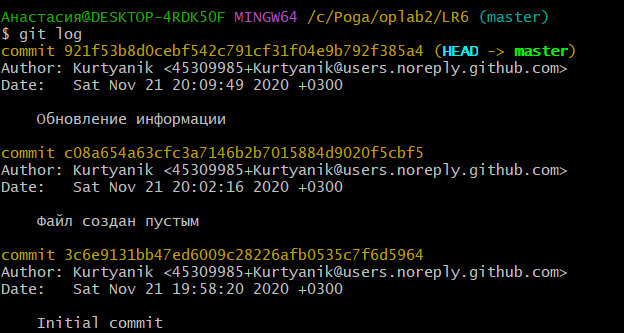 Анастасия@DESKTOP-4RDK50F MINGW64 /c/Poga/oplab2/LR6 (master)
$ git log
commit 921f53b8d0cebf542c791cf31f04e9b792f385a4 (HEAD -> master)
Author: Kurtyanik <45309985+Kurtyanik@users.noreply.github.com>
Date:   Sat Nov 21 20:09:49 2020 +0300
    Обновление информации
commit c08a654a63cfc3a7146b2b7015884d9020f5cbf5
Author: Kurtyanik <45309985+Kurtyanik@users.noreply.github.com>
Date:   Sat Nov 21 20:02:16 2020 +0300
    Файл создан пустым
commit 3c6e9131bb47ed6009c28226afb0535c7f6d5964
Author: Kurtyanik <45309985+Kurtyanik@users.noreply.github.com>
Date:   Sat Nov 21 19:58:20 2020 +0300
    Initial commit